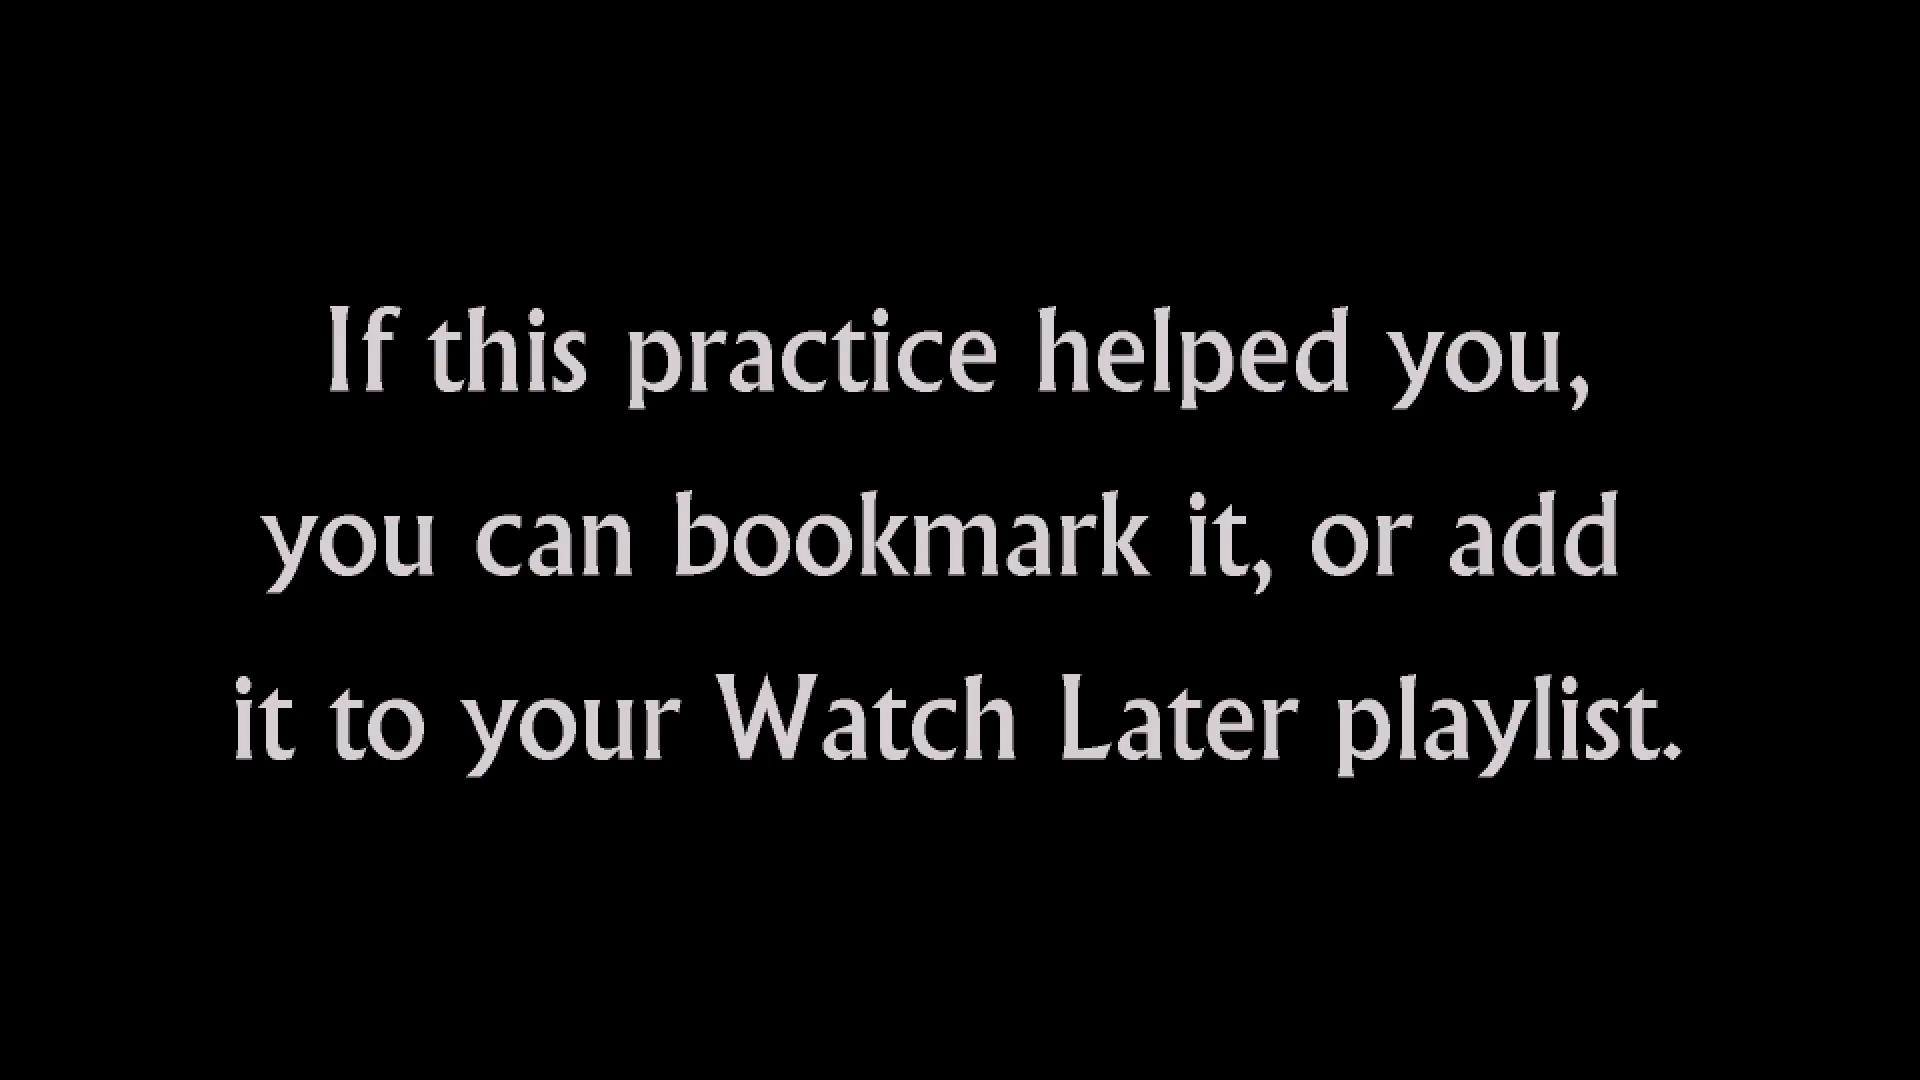 If this practice helped you,
you can bookmark it, or add
it to your Watch Later playlist.